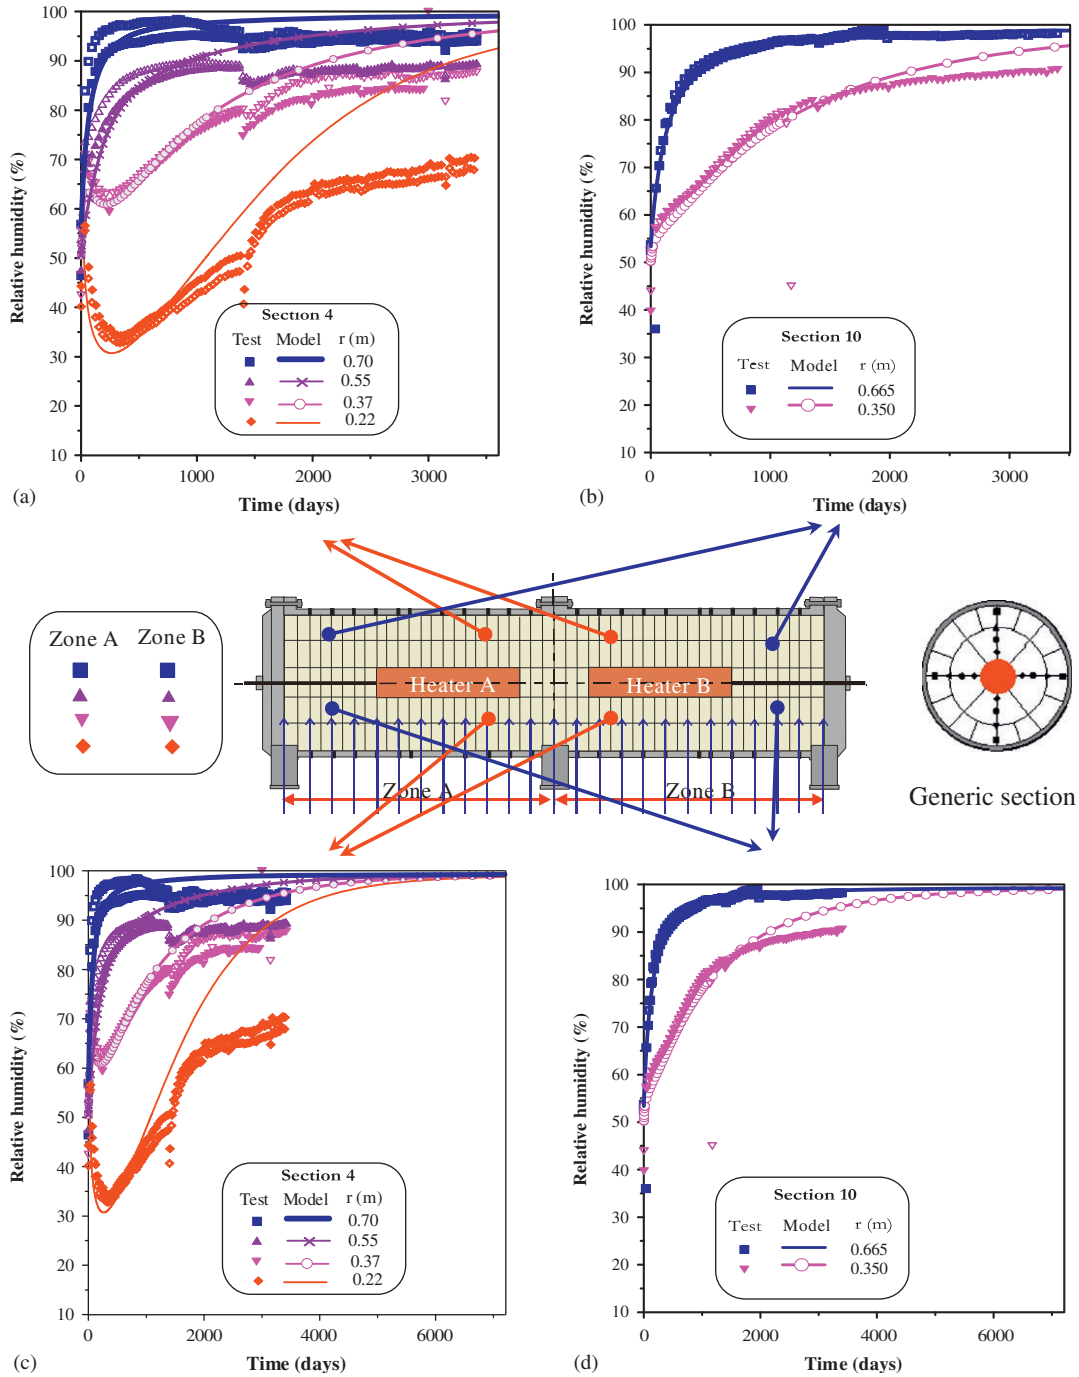 100
90
80
70
60
50
40
30
20
10
Relative humidity (%)
Section 4
Test Model r (m)
0.70
0.55
0.37
0.22
0 1000 2000 3000
Time (days)
(a)
100
90
80
70
60
50
40
30
20
10
Relative humidity (%)
Section 10
Test Model r (m)
0.665
0.350
0 1000 2000 3000
Time (days)
(b)
Zone A Zone B
Heater A Heater B
Zone A Zone B
Generic section
100
90
80
70
60
50
40
30
20
10
Relative humidity (%)
Section 4
Test Model r (m)
0.70
0.55
0.37
0.22
0 2000 4000 6000
Time (days)
(c)
100
90
80
70
60
50
40
30
20
10
Relative humidity (%)
Section 10
Test Model r (m)
0.665
0.350
0 2000 4000 6000
Time (days)
(d)